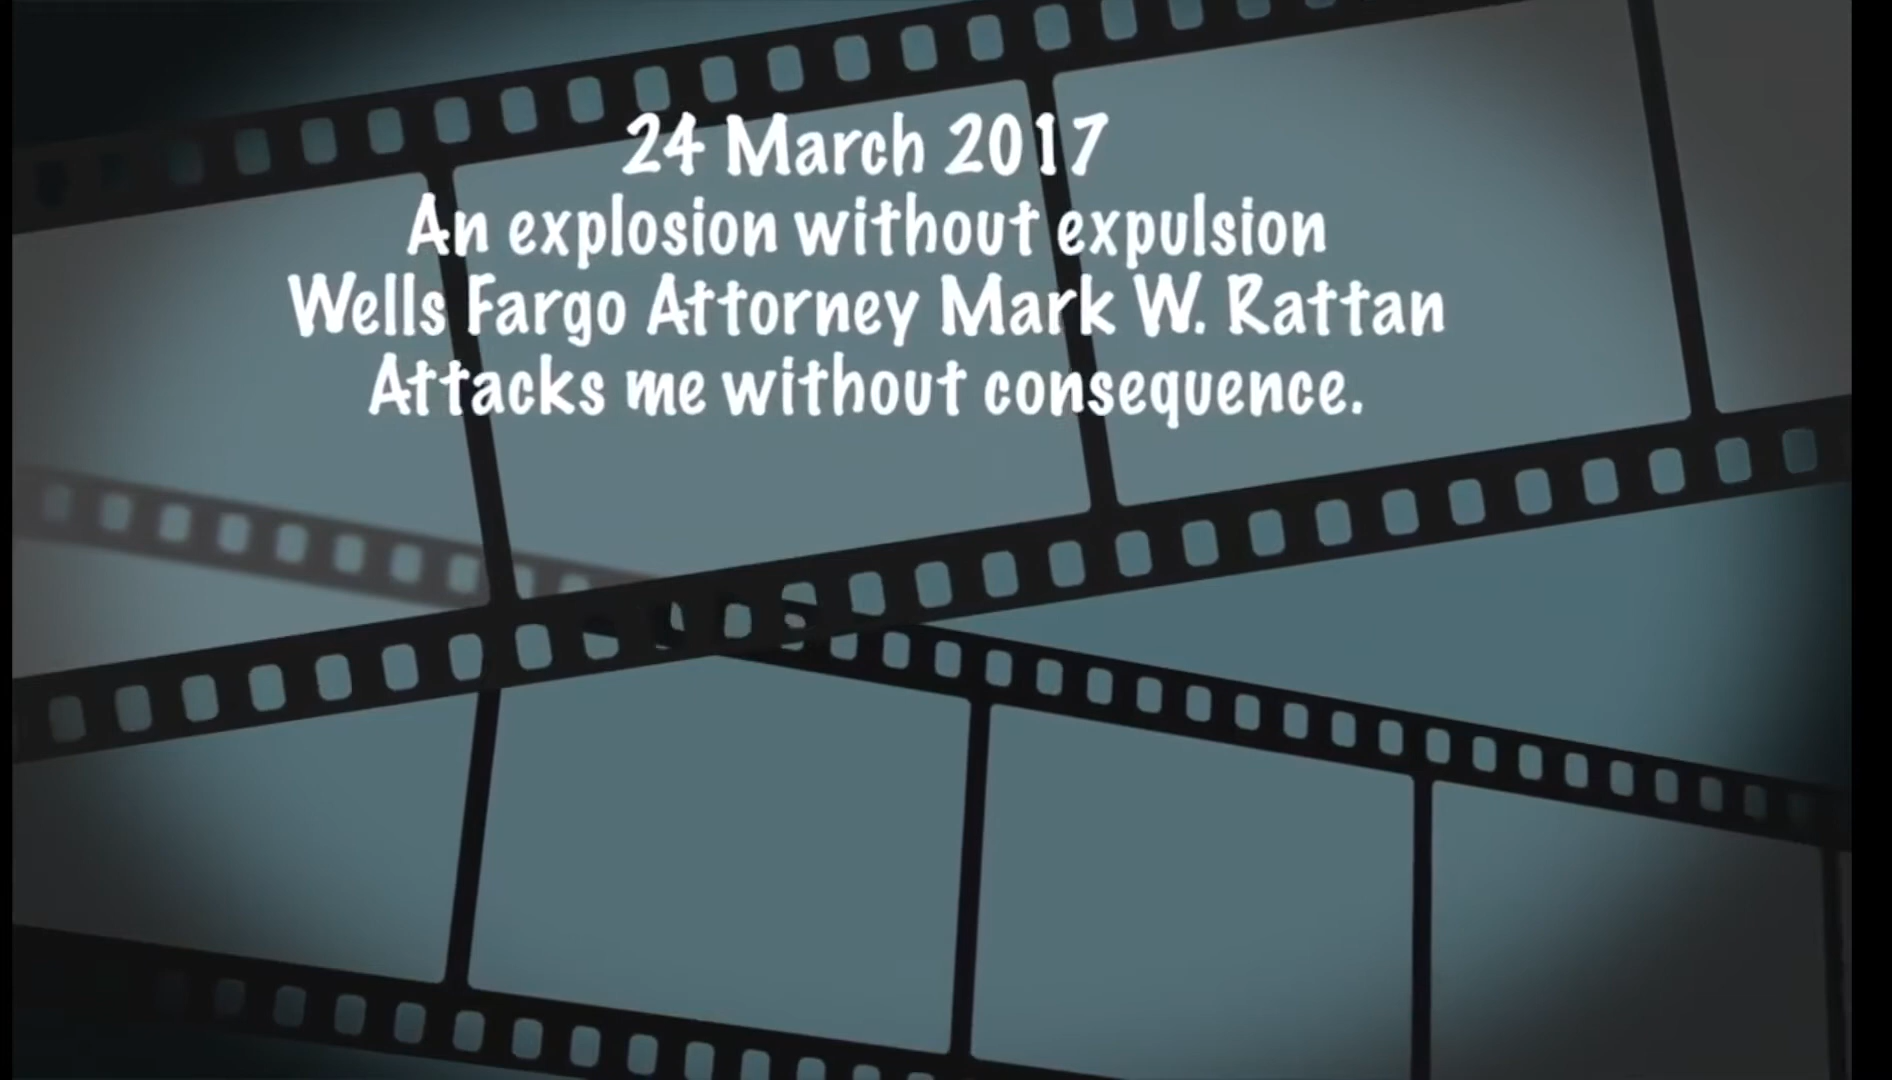 24 March 2017
An explosion without expulsion
Wells Fargo Attorney Mark W. Rattan
Attacks me without consequence.